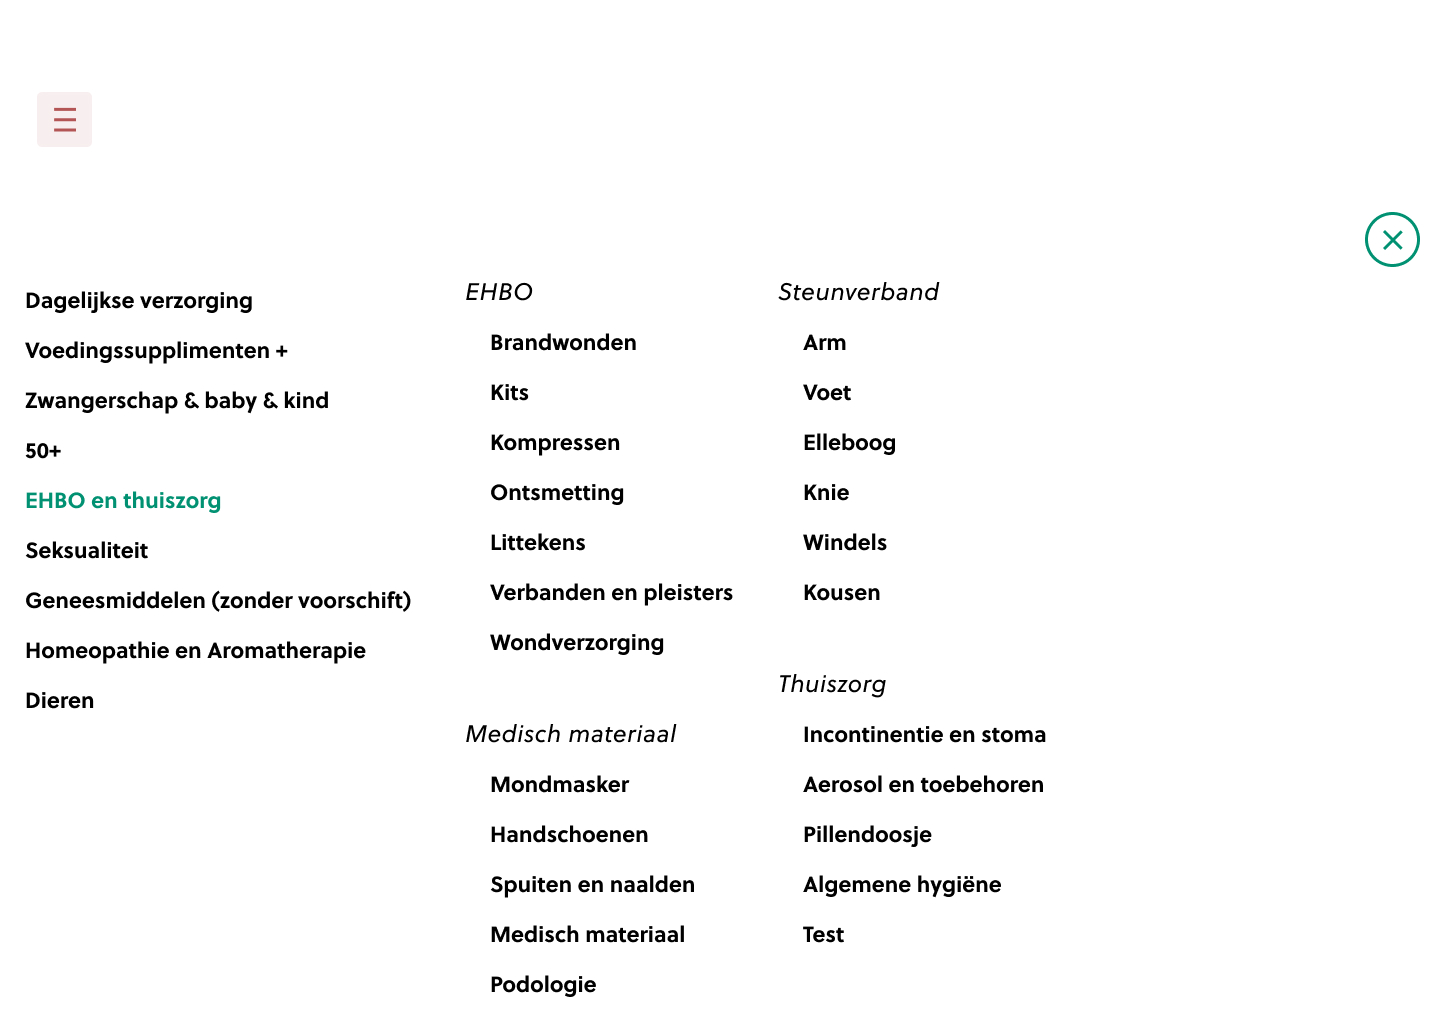 Dagelijkse verzorging
Voedingssupplimenten +
Zwangerschap & baby & kind
50+
EHBO en thuiszorg
Seksualiteit
Geneesmiddelen (zonder voorschift)
Homeopathie en Aromatherapie
Dieren
EHBO
Brandwonden
Kits
Kompressen
Ontsmetting
Littekens
Verbanden en pleisters
Wondverzorging
Medisch materiaal
Mondmasker
Handschoenen
Spuiten en naalden
Medisch materiaal
Podologie
Steunverband
Arm
Voet
Elleboog
Knie
Windels
Kousen
Thuiszorg
Incontinentie en stoma
Aerosol en toebehoren
Pillendoosje
Algemene hygiëne
Test